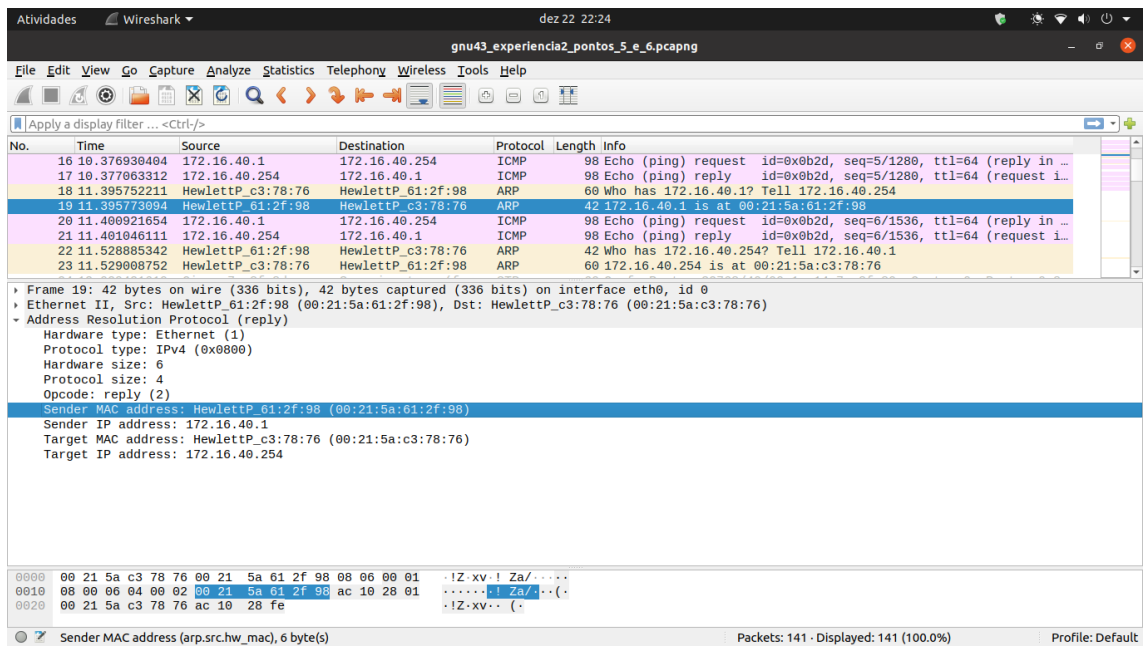 Atividades Wireshark dez 22 22:24
gnu43_experiencia2_pontos_5_e_6.pcapng
File Edit View Go Capture Analyze Statistics Telephony Wireless Tools Help
Apply a display filter … <Ctrl-/>
No. Time Source Destination Protocol Length Info
16 10.376930404 172.16.40.1 172.16.40.254 ICMP 98 Echo (ping) request id=0x0b2d, seq=5/1280, ttl=64 (reply in …
17 10.377063312 172.16.40.254 172.16.40.1 ICMP 98 Echo (ping) reply id=0x0b2d, seq=5/1280, ttl=64 (request i…
18 11.395752211 HewlettP_c3:78:76 HewlettP_61:2f:98 ARP 60 Who has 172.16.40.1? Tell 172.16.40.254
19 11.395773094 HewlettP_61:2f:98 HewlettP_c3:78:76 ARP 42 172.16.40.1 is at 00:21:5a:61:2f:98
20 11.400921654 172.16.40.1 172.16.40.254 ICMP 98 Echo (ping) request id=0x0b2d, seq=6/1536, ttl=64 (reply in …
21 11.401046111 172.16.40.254 172.16.40.1 ICMP 98 Echo (ping) reply id=0x0b2d, seq=6/1536, ttl=64 (request i…
22 11.528885342 HewlettP_61:2f:98 HewlettP_c3:78:76 ARP 42 Who has 172.16.40.254? Tell 172.16.40.1
23 11.529008752 HewlettP_c3:78:76 HewlettP_61:2f:98 ARP 60 172.16.40.254 is at 00:21:5a:c3:78:76
Frame 19: 42 bytes on wire (336 bits), 42 bytes captured (336 bits) on interface eth0, id 0
Ethernet II, Src: HewlettP_61:2f:98 (00:21:5a:61:2f:98), Dst: HewlettP_c3:78:76 (00:21:5a:c3:78:76)
Address Resolution Protocol (reply)
Hardware type: Ethernet (1)
Protocol type: IPv4 (0x0800)
Hardware size: 6
Protocol size: 4
Opcode: reply (2)
Sender MAC address: HewlettP_61:2f:98 (00:21:5a:61:2f:98)
Sender IP address: 172.16.40.1
Target MAC address: HewlettP_c3:78:76 (00:21:5a:c3:78:76)
Target IP address: 172.16.40.254
0000 00 21 5a c3 78 76 00 21 5a 61 2f 98 08 06 00 01 ·!Z·xv·! Za/·····
0010 08 00 06 04 00 02 00 21 5a 61 2f 98 ac 10 28 01 ·······! Za/···(·
0020 00 21 5a c3 78 76 ac 10 28 fe ·!Z·xv·· (·
Sender MAC address (arp.src.hw_mac), 6 byte(s) Packets: 141 · Displayed: 141 (100.0%) Profile: Default